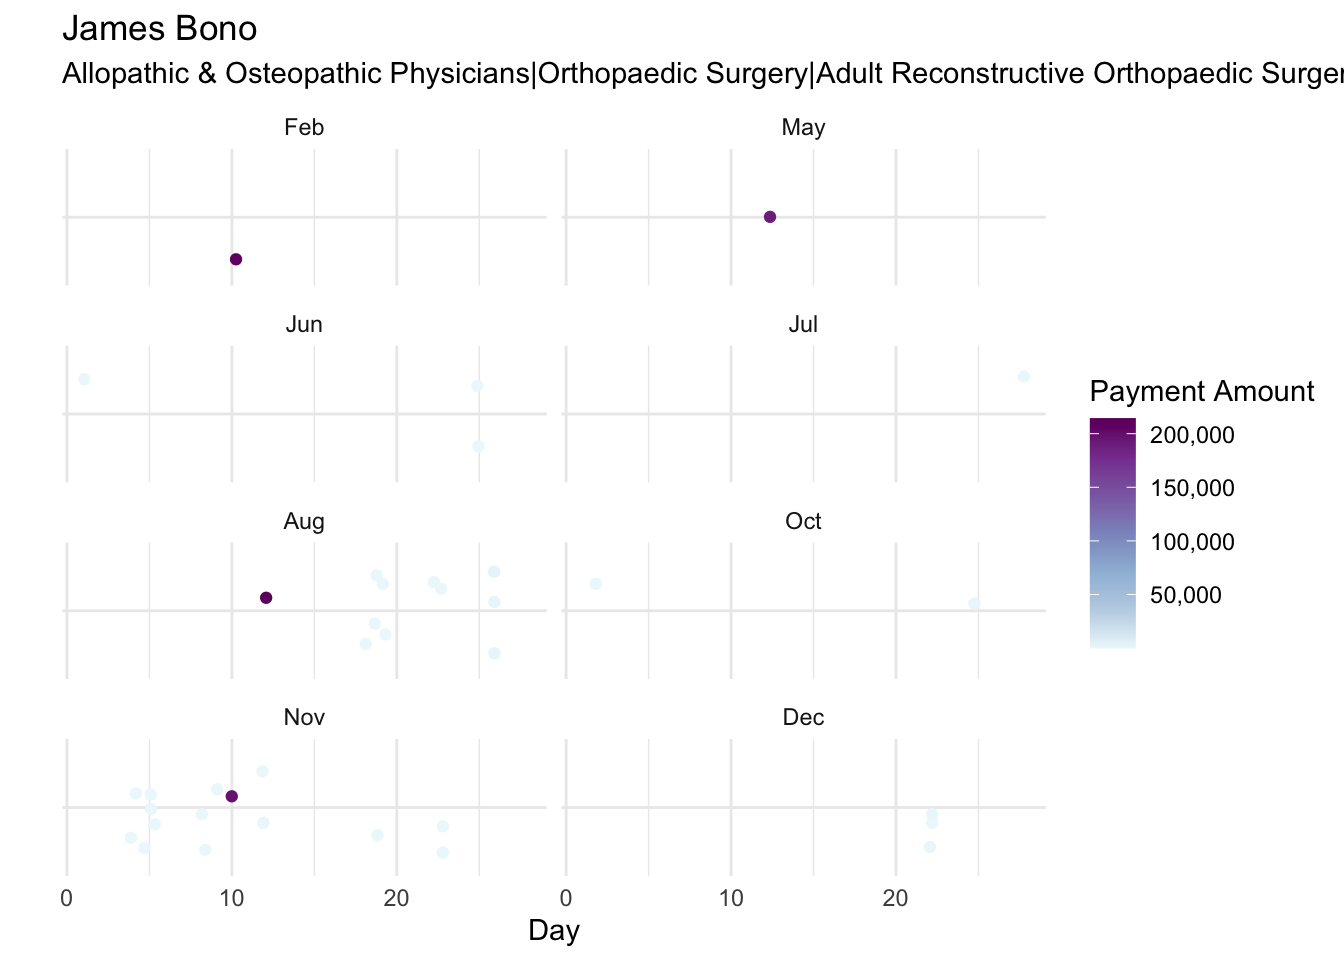 James Bono
Allopathic & Osteopathic Physicians|Orthopaedic Surgery|Adult Reconstructive Orthopaedic Surger
Feb
May
Jun
Jul
Aug
Oct
Nov
Dec
0 10 20 0 10 20
Day
Payment Amount
200,000
150,000
100,000
50,000